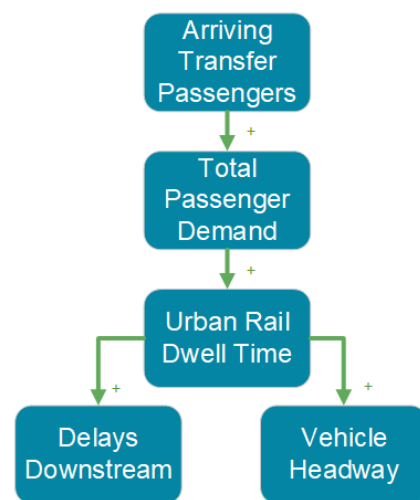 Arriving
Transfer
Passengers
+
Total
Passenger
Demand
+
Urban Rail
Dwell Time
+
+
Delays
Downstream
Vehicle
Headway